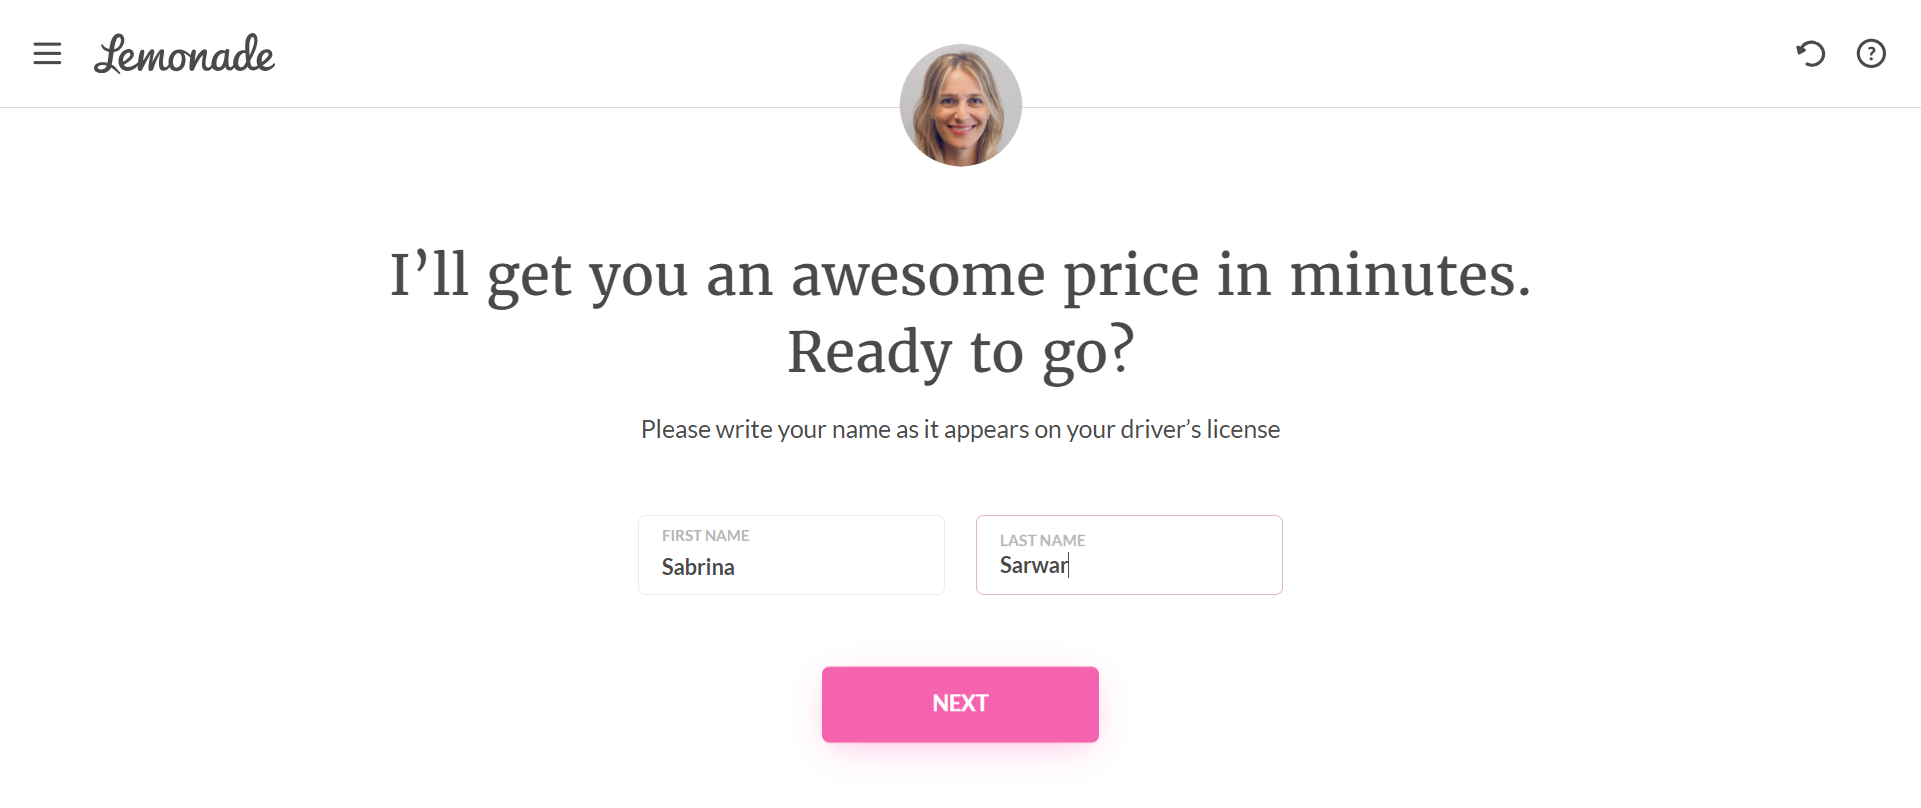 Lemonade
I’ll get you an awesome price in minutes.
Ready to go?
Please write your name as it appears on your driver’s license
FIRST NAME
Sabrina
LAST NAME
Sarwar
NEXT